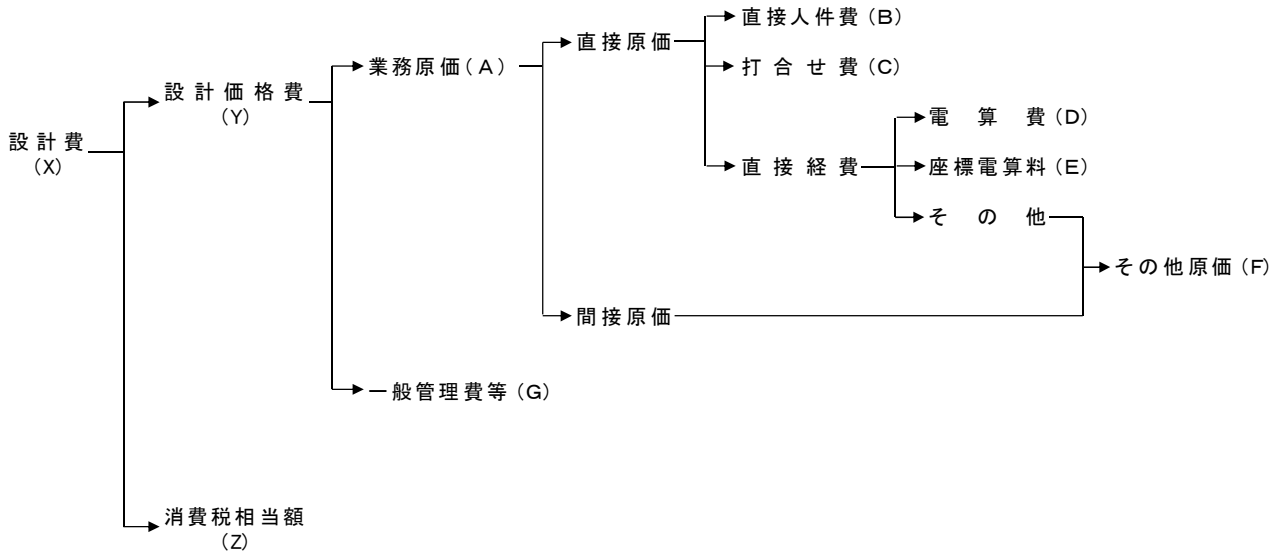 設計費
(X)
設計価格費
(Y)
業務原価(A)
直接原価
直接人件費(B)
打合せ費(C)
直接経費
電算費(D)
座標電算料(E)
その他
その他原価(F)
間接原価
一般管理費等(G)
消費税相当額
(Z)